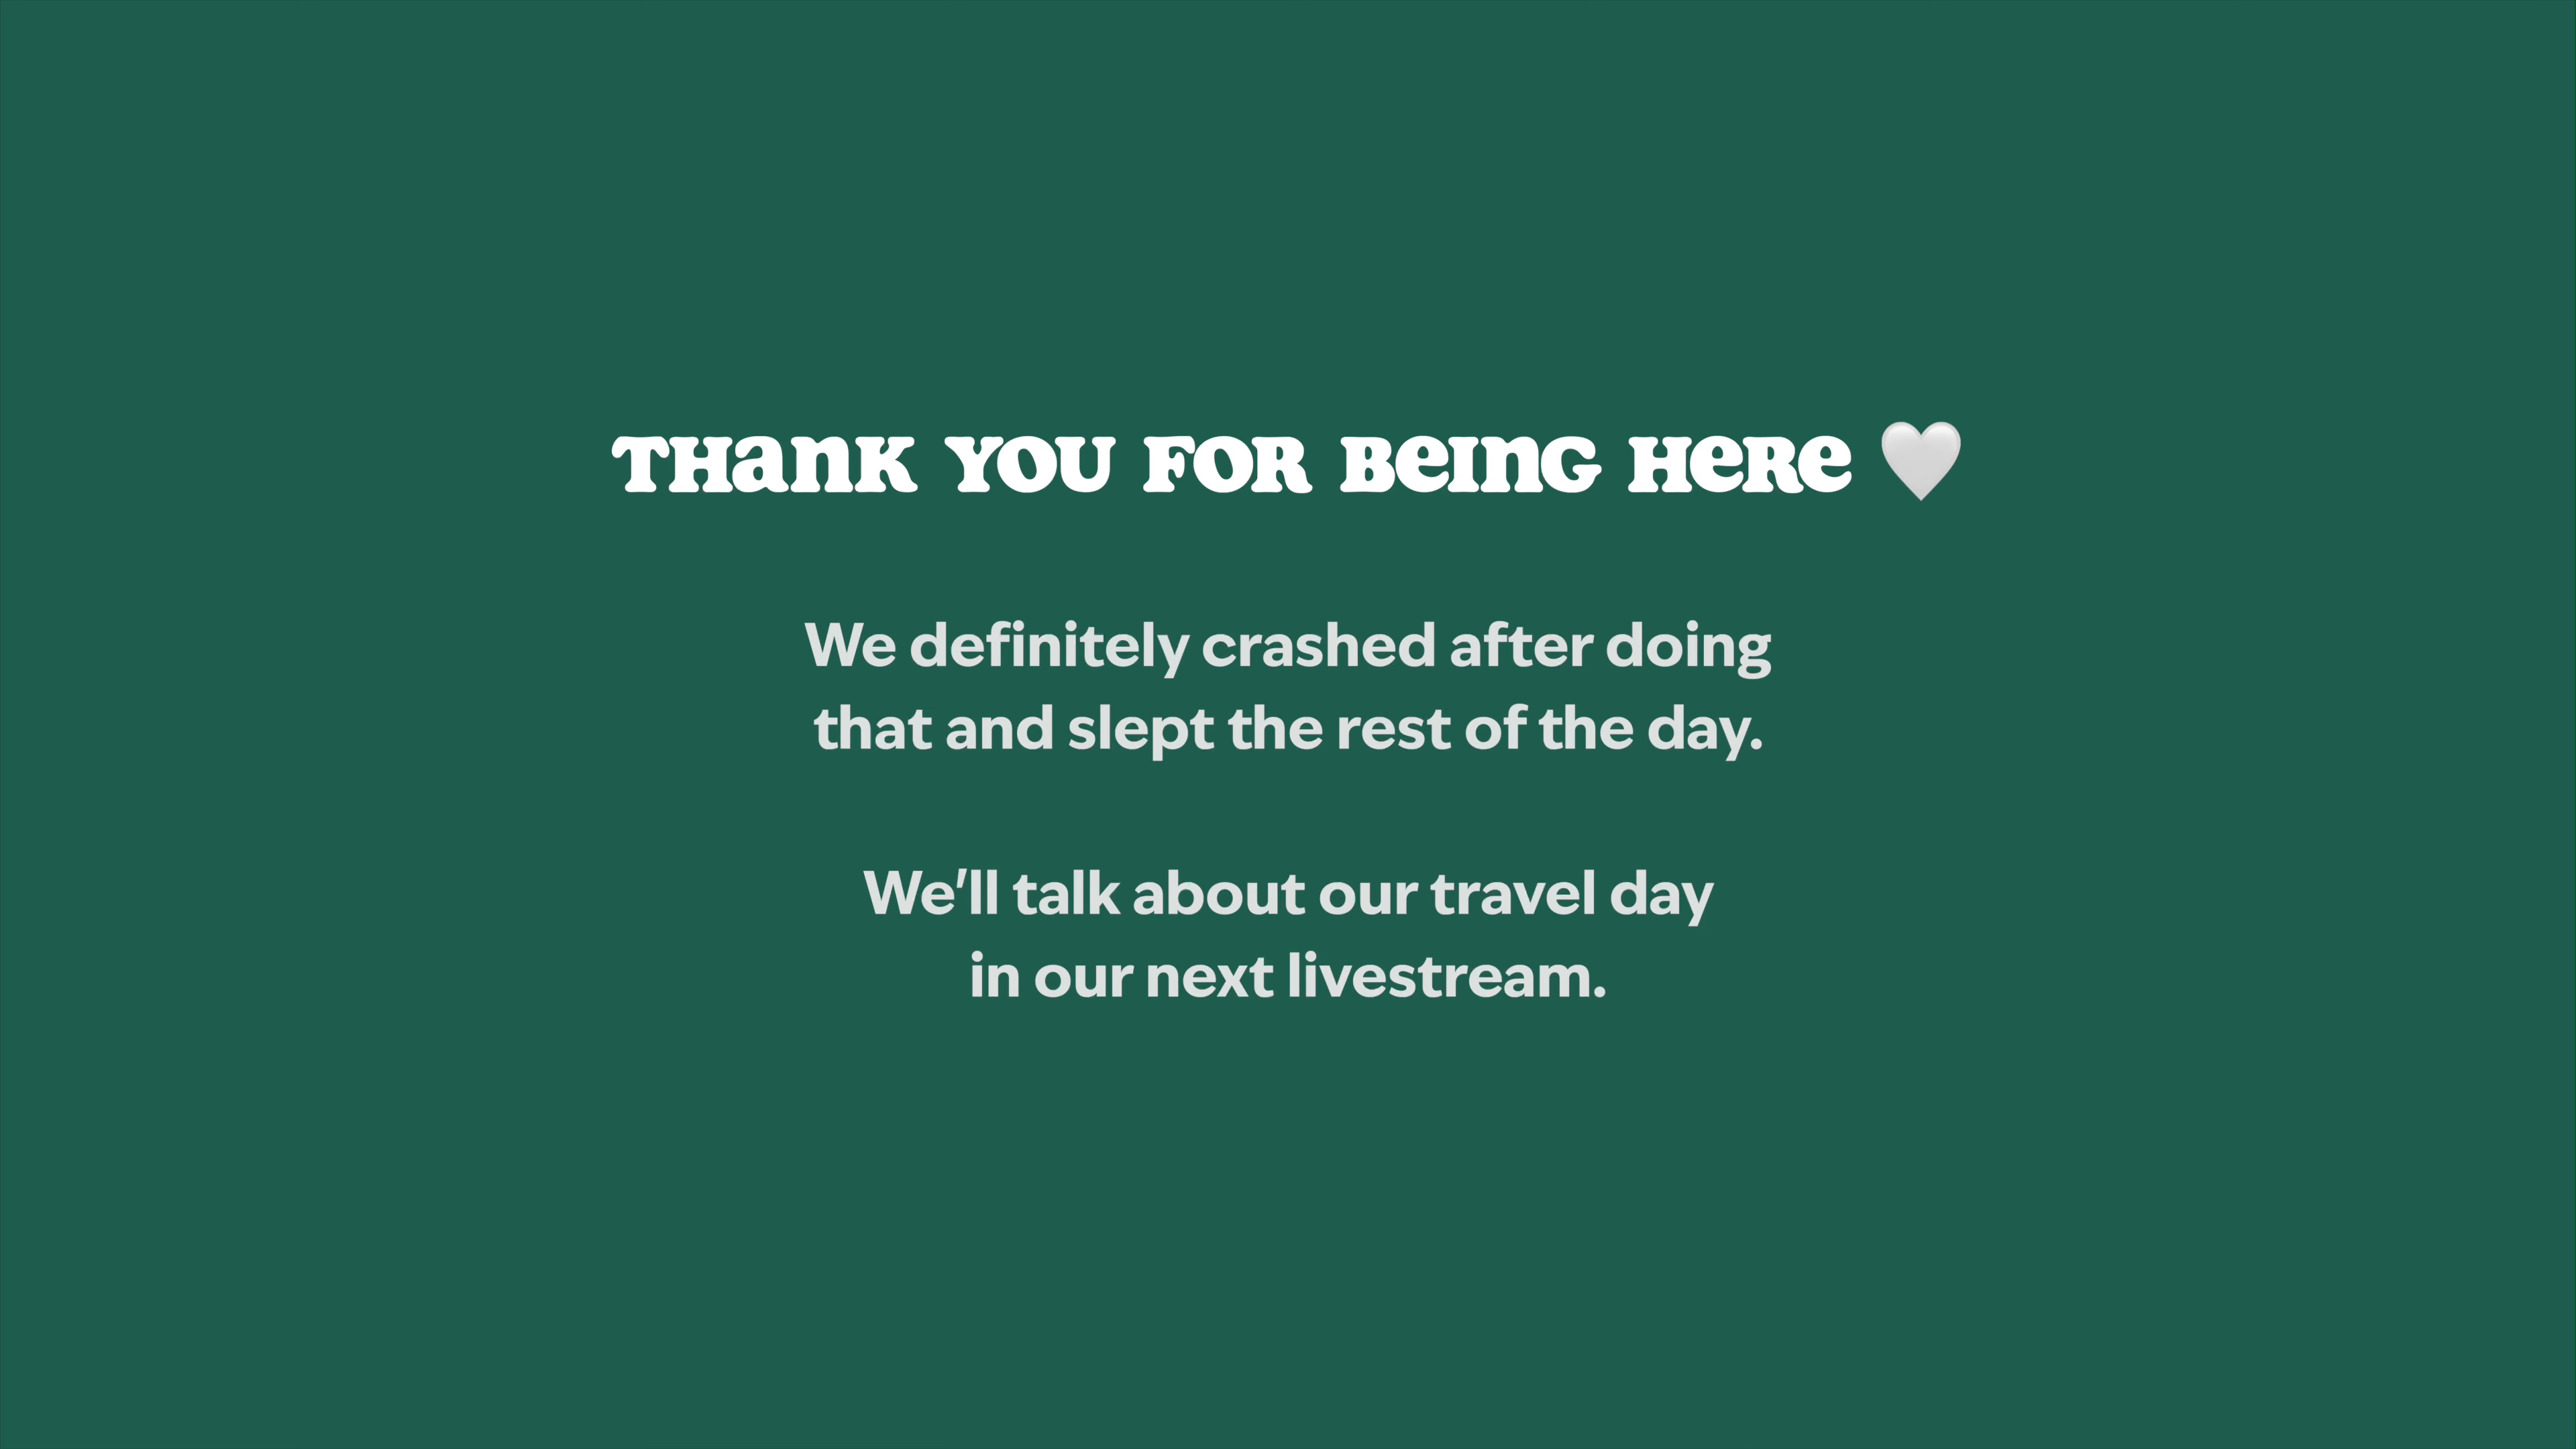 THaNK YOU FOR BeING HeRe 🤍
We definitely crashed after doing
that and slept the rest of the day.
We'll talk about our travel day
in our next livestream.